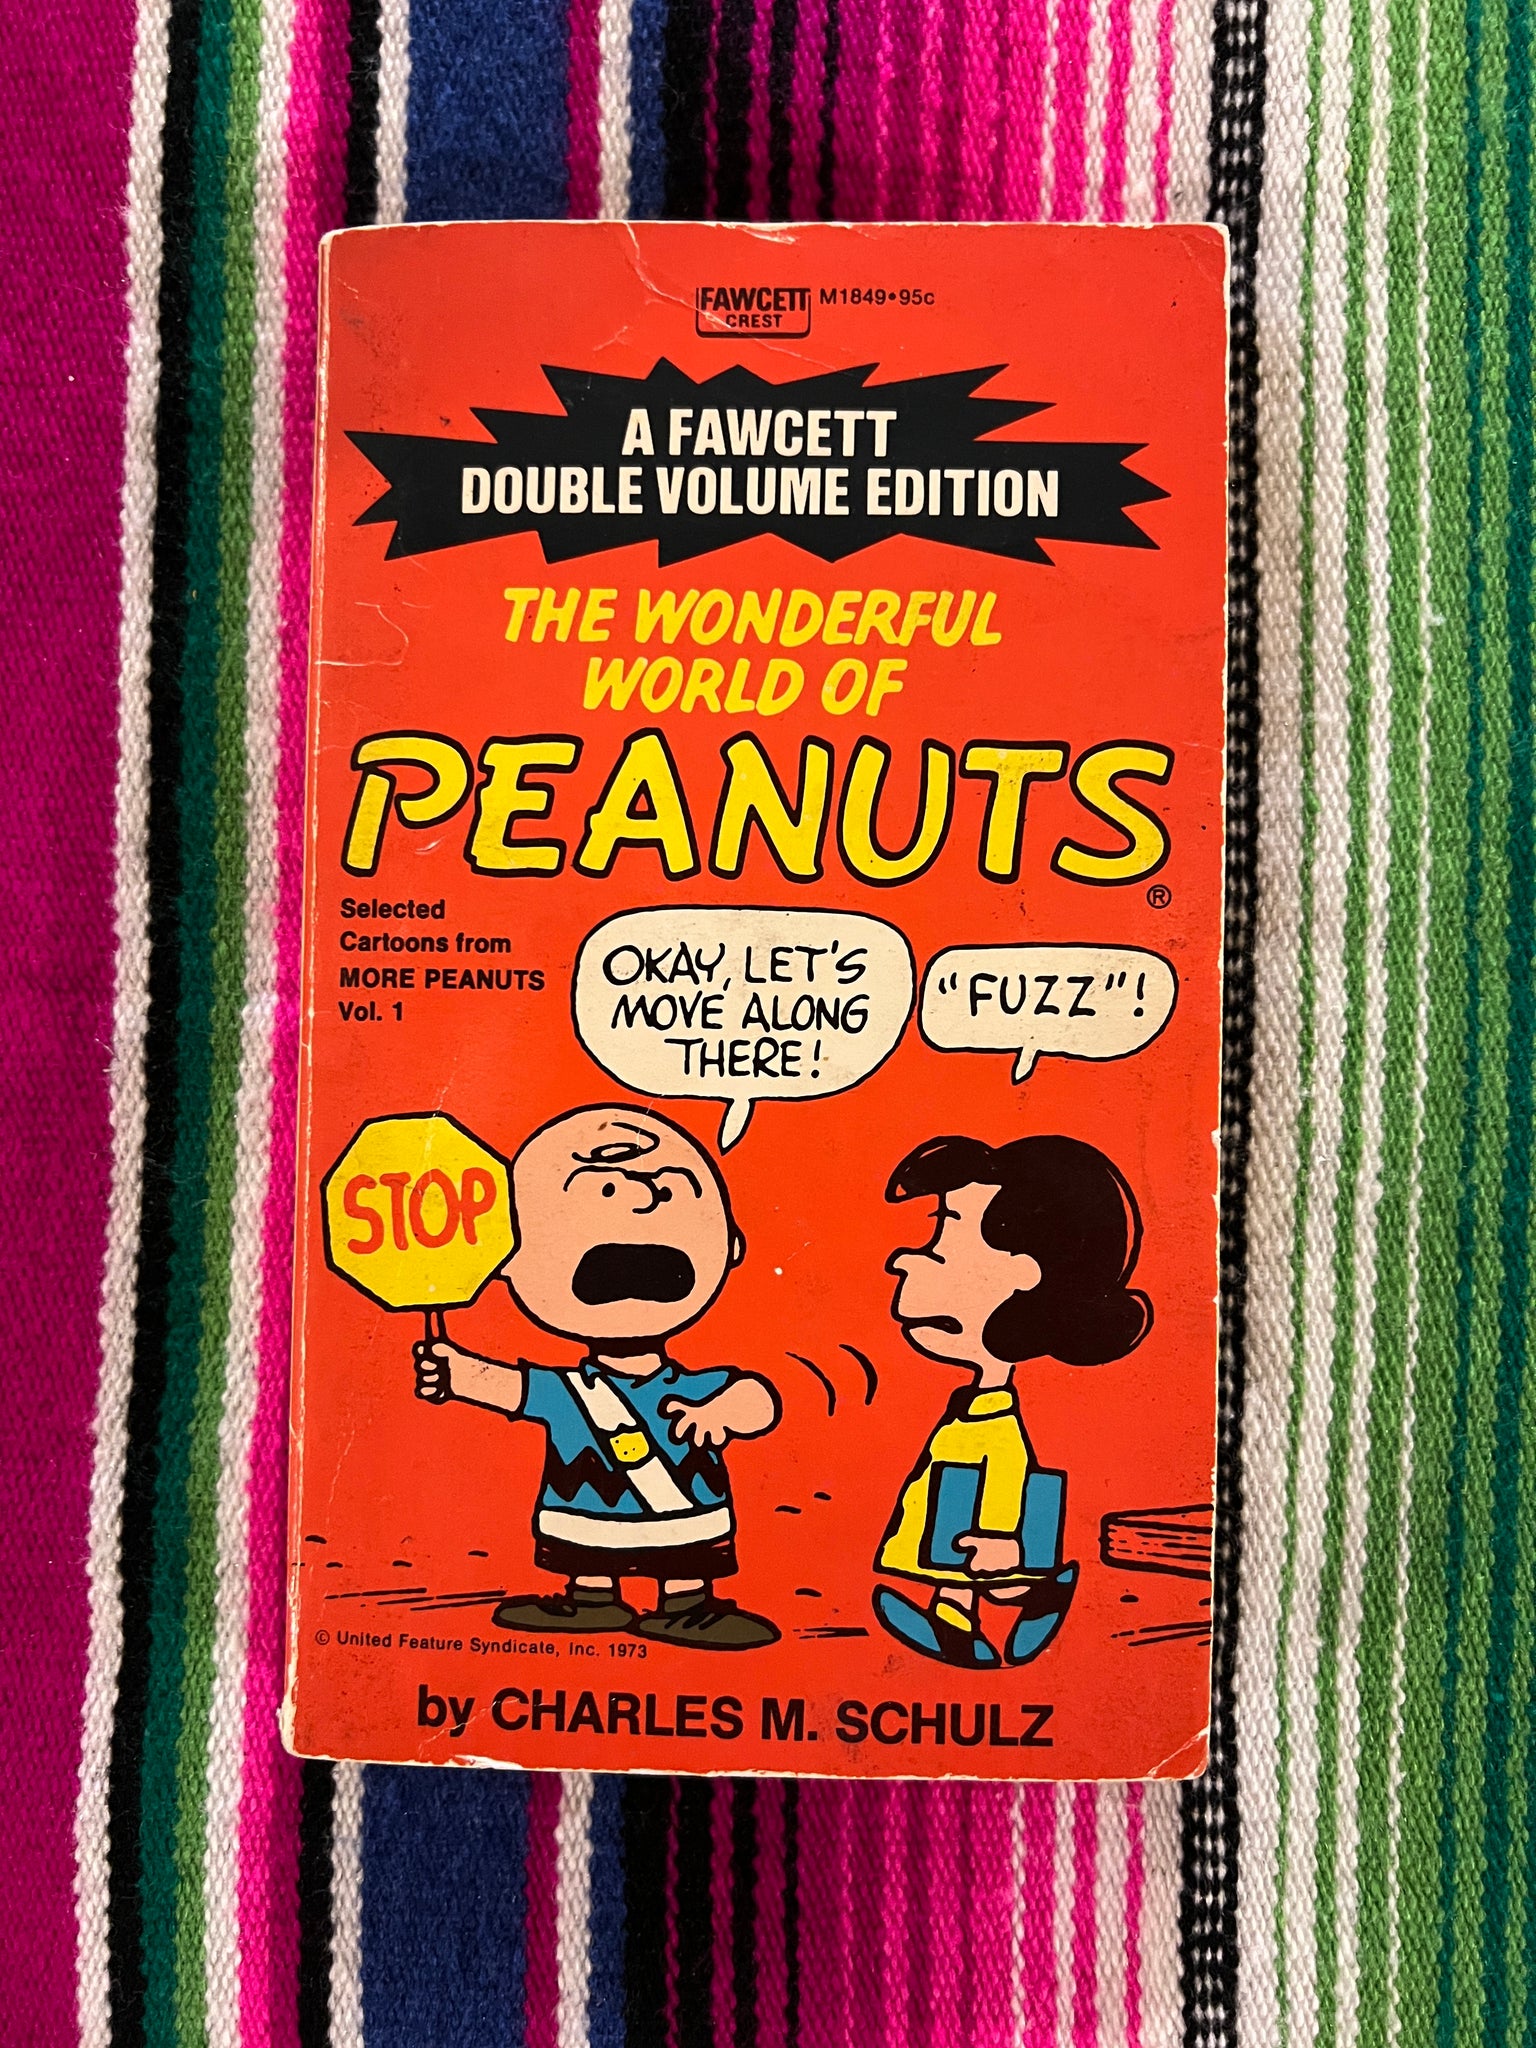 FAWCETT
CREST
M1849•95c
A FAWCETT
DOUBLE VOLUME EDITION
THE WONDERFUL
WORLD OF
PEANUTS
®
Selected
Cartoons from
MORE PEANUTS
Vol. 1
OKAY, LET'S
MOVE ALONG
THERE!
"FUZZ"!
STOP
© United Feature Syndicate, Inc. 1973
by CHARLES M. SCHULZ